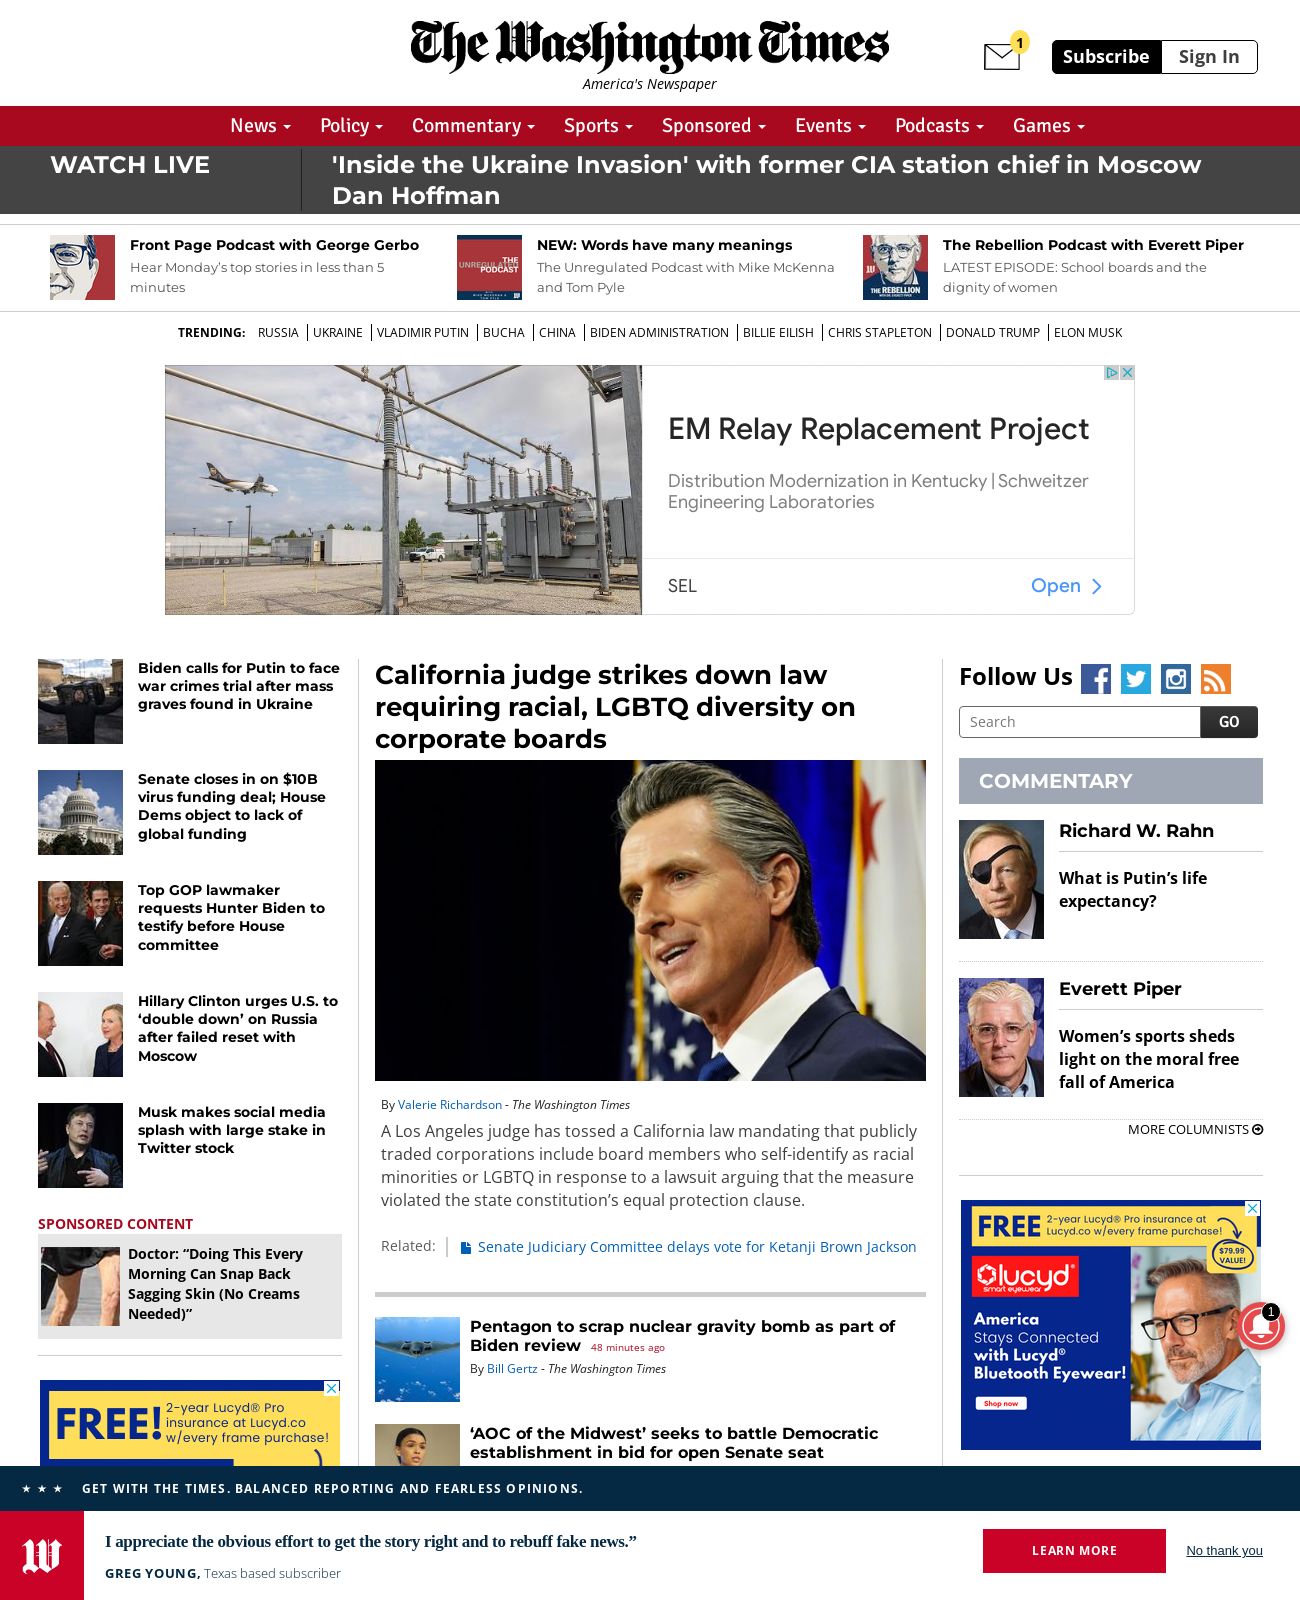 The Washington Times
America's Newspaper
1
Subscribe
Sign In
News
Policy
Commentary
Sports
Sponsored
Events
Podcasts
Games
WATCH LIVE
'Inside the Ukraine Invasion' with former CIA station chief in Moscow
Dan Hoffman
Front Page Podcast with George Gerbo
Hear Monday’s top stories in less than 5
minutes
THE
UNREGULATED
PODCAST
NEW: Words have many meanings
The Unregulated Podcast with Mike McKenna
and Tom Pyle
THE REBELLION
The Rebellion Podcast with Everett Piper
LATEST EPISODE: School boards and the
dignity of women
TRENDING: RUSSIA UKRAINE VLADIMIR PUTIN BUCHA CHINA BIDEN ADMINISTRATION BILLIE EILISH CHRIS STAPLETON DONALD TRUMP ELON MUSK
EM Relay Replacement Project
Distribution Modernization in Kentucky | Schweitzer
Engineering Laboratories
SEL
Open
Biden calls for Putin to face
war crimes trial after mass
graves found in Ukraine
Senate closes in on $10B
virus funding deal; House
Dems object to lack of
global funding
Top GOP lawmaker
requests Hunter Biden to
testify before House
committee
Hillary Clinton urges U.S. to
‘double down’ on Russia
after failed reset with
Moscow
Musk makes social media
splash with large stake in
Twitter stock
SPONSORED CONTENT
Doctor: “Doing This Every
Morning Can Snap Back
Sagging Skin (No Creams
Needed)”
FREE!
2-year Lucyd® Pro
insurance at Lucyd.co
w/every frame purchase!
California judge strikes down law
requiring racial, LGBTQ diversity on
corporate boards
By Valerie Richardson - The Washington Times
A Los Angeles judge has tossed a California law mandating that publicly
traded corporations include board members who self-identify as racial
minorities or LGBTQ in response to a lawsuit arguing that the measure
violated the state constitution’s equal protection clause.
Related:
Senate Judiciary Committee delays vote for Ketanji Brown Jackson
Pentagon to scrap nuclear gravity bomb as part of
Biden review 48 minutes ago
By Bill Gertz - The Washington Times
‘AOC of the Midwest’ seeks to battle Democratic
establishment in bid for open Senate seat
Follow Us
Search
GO
COMMENTARY
Richard W. Rahn
What is Putin’s life
expectancy?
Everett Piper
Women’s sports sheds
light on the moral free
fall of America
MORE COLUMNISTS
FREE
2-year Lucyd® Pro insurance at
Lucyd.co w/every frame purchase!
$79.99
VALUE!
lucyd
smart eyewear
America
Stays Connected
with Lucyd®
Bluetooth Eyewear!
Shop now
1
GET WITH THE TIMES. BALANCED REPORTING AND FEARLESS OPINIONS.
W
I appreciate the obvious effort to get the story right and to rebuff fake news.”
GREG YOUNG, Texas based subscriber
LEARN MORE
No thank you